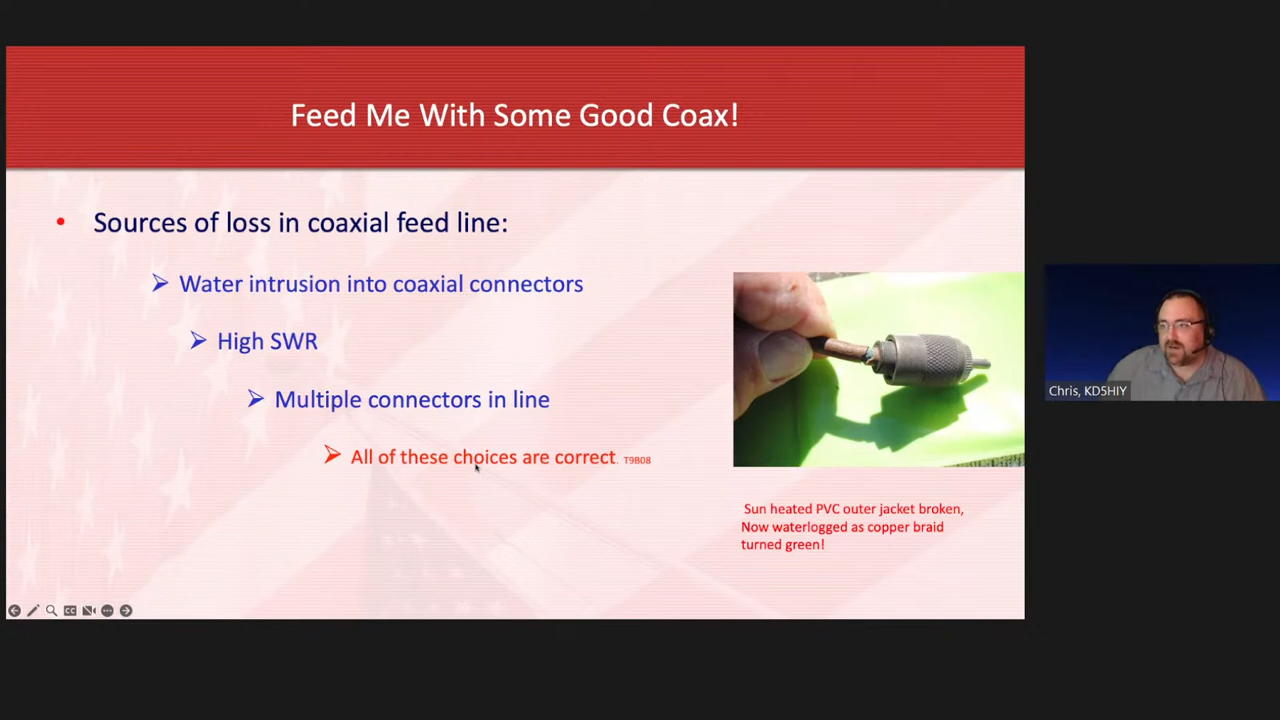 Feed Me With Some Good Coax!
• Sources of loss in coaxial feed line:
➢ Water intrusion into coaxial connectors
➢ High SWR
➢ Multiple connectors in line
➢ All of these choices are correct. T9B08
Sun heated PVC outer jacket broken,
Now waterlogged as copper braid
turned green!
Chris, KD5HIY
CC